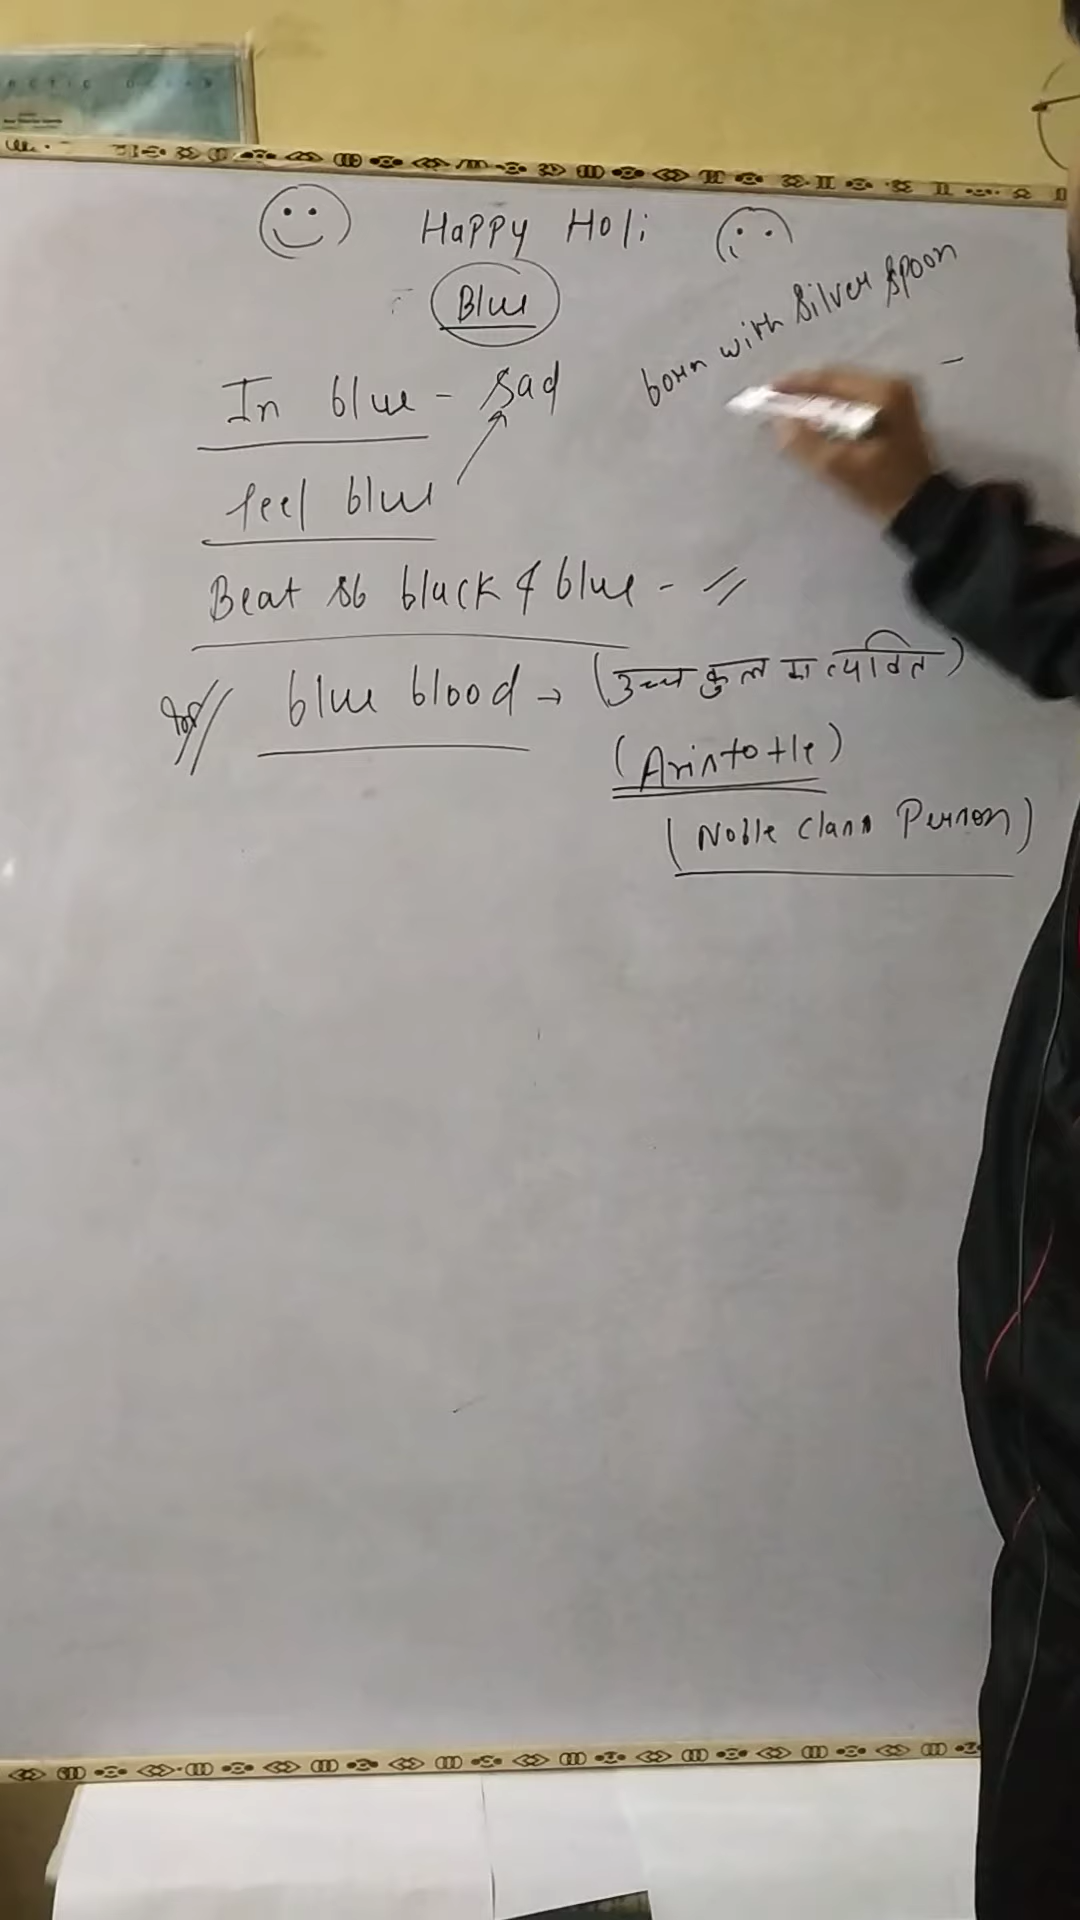 Happy Holi
Blue
born with silver spoon
In blue - sad
feel blue
Beat sb black & blue -
blue blood → (उच्च कुल का व्यक्ति)
(Aristotle)
(Noble class Person)